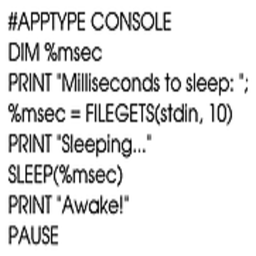 #APPTYPE CONSOLE
DIM %msec
PRINT "Milliseconds to sleep: ";
%msec = FILEGETS(stdin, 10)
PRINT "Sleeping..."
SLEEP(%msec)
PRINT "Awake!"
PAUSE